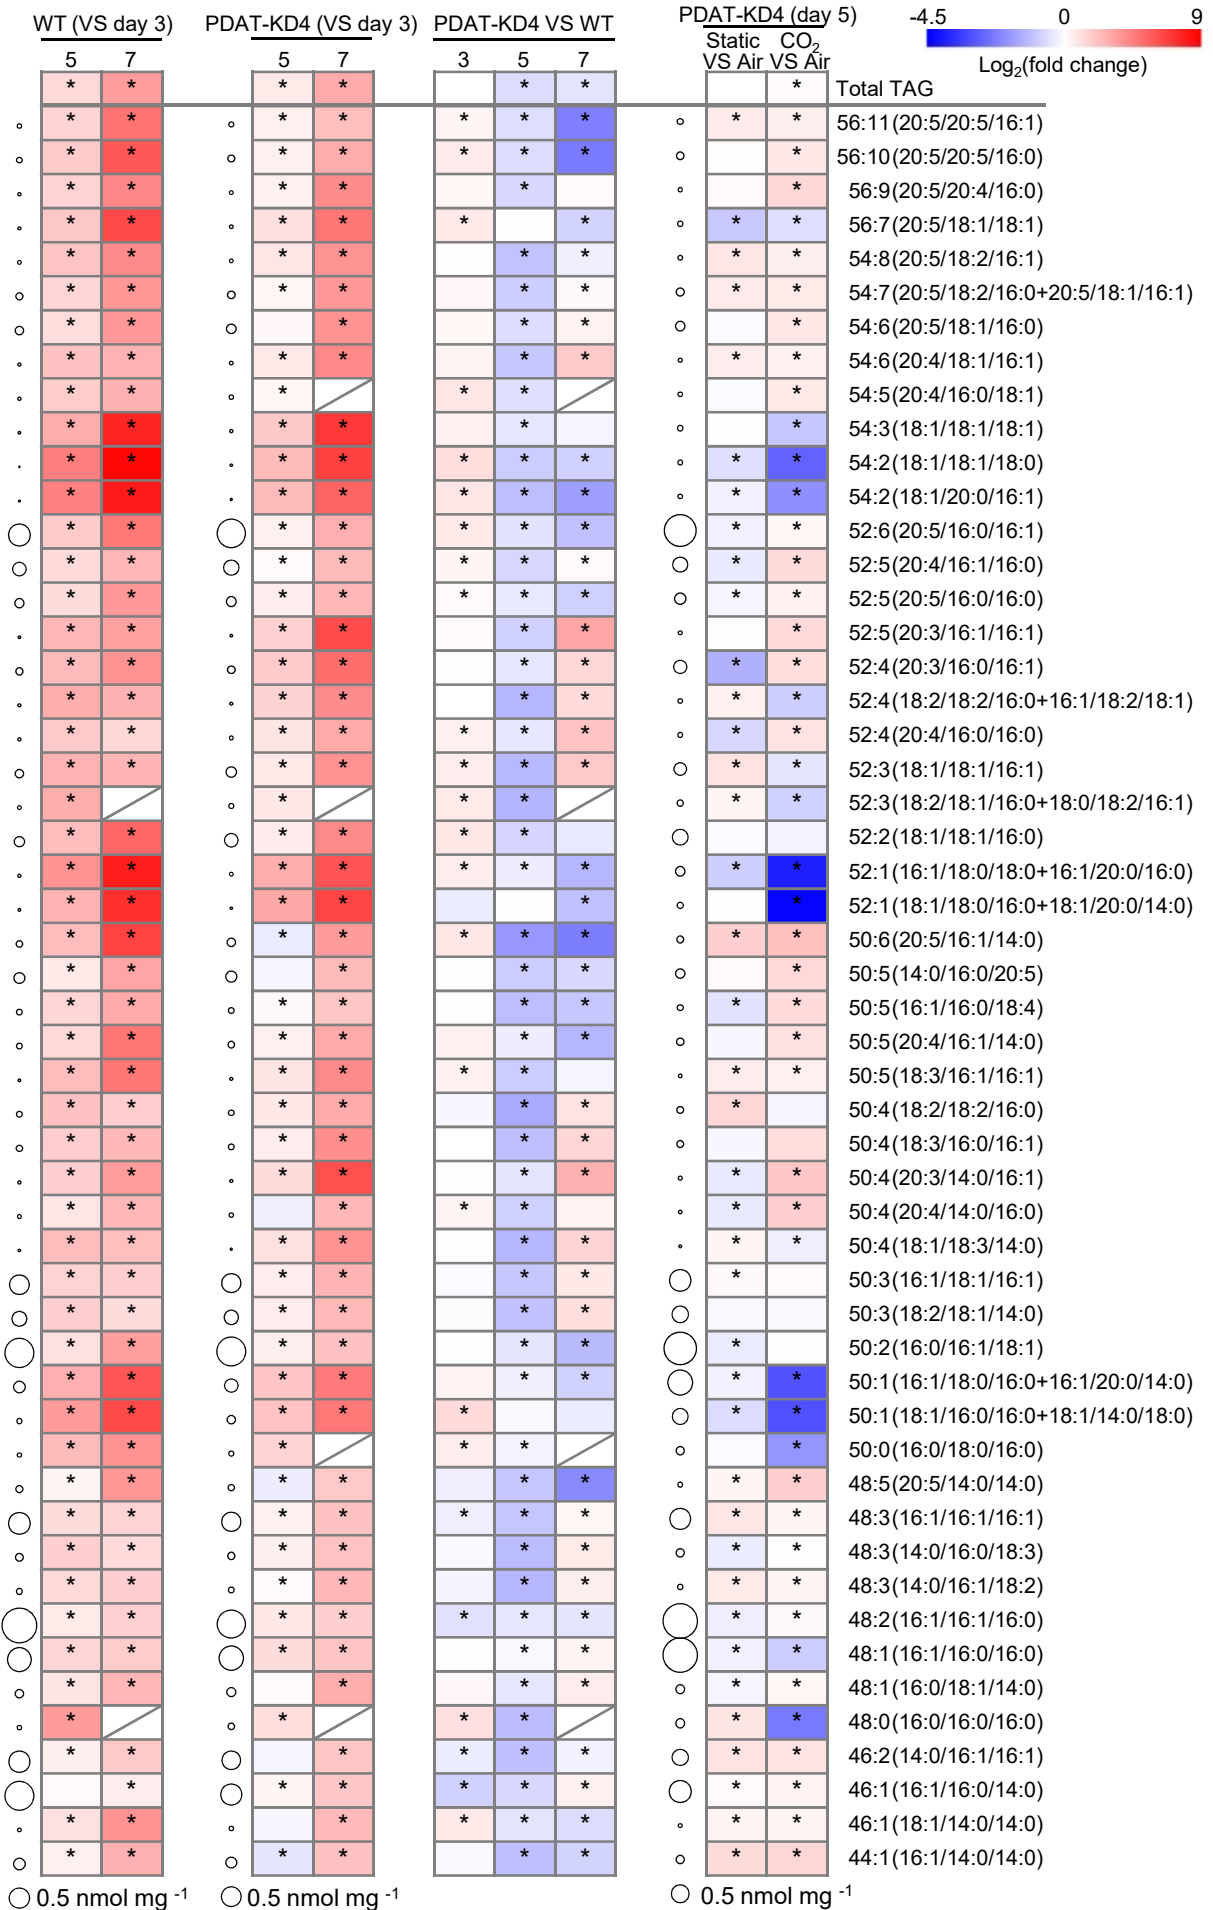 WT (VS day 3) PDAT-KD4 (VS day 3) PDAT-KD4 VS WT PDAT-KD4 (day 5) -4.5 0 9
Static VS Air CO2 VS Air
Log2(fold change)
5 7 5 7 3 5 7
* * * * * * * Total TAG
* * * * * * * * * 56:11(20:5/20:5/16:1)
* * * * * * * * 56:10(20:5/20:5/16:0)
* * * * * * 56:9(20:5/20:4/16:0)
* * * * * * * * 56:7(20:5/18:1/18:1)
* * * * * * * * 54:8(20:5/18:2/16:1)
* * * * * * * * 54:7(20:5/18:2/16:0+20:5/18:1/16:1)
* * * * * * 54:6(20:5/18:1/16:0)
* * * * * * * * 54:6(20:4/18:1/16:1)
* * * * * * 54:5(20:4/16:0/18:1)
* * * * * * 54:3(18:1/18:1/18:1)
* * * * * * * * * 54:2(18:1/18:1/18:0)
* * * * * * * * * 54:2(18:1/20:0/16:1)
* * * * * * * * * 52:6(20:5/16:0/16:1)
* * * * * * * * * 52:5(20:4/16:1/16:0)
* * * * * * * * * 52:5(20:5/16:0/16:0)
* * * * * * * 52:5(20:3/16:1/16:1)
* * * * * * * * 52:4(20:3/16:0/16:1)
* * * * * * * * 52:4(18:2/18:2/16:0+16:1/18:2/18:1)
* * * * * * * * * 52:4(20:4/16:0/16:0)
* * * * * * * * * 52:3(18:1/18:1/16:1)
* * * * * * 52:3(18:2/18:1/16:0+18:0/18:2/16:1)
* * * * * * 52:2(18:1/18:1/16:0)
* * * * * * * * * 52:1(16:1/18:0/18:0+16:1/20:0/16:0)
* * * * * * 52:1(18:1/18:0/16:0+18:1/20:0/14:0)
* * * * * * * * * 50:6(20:5/16:1/14:0)
* * * * * * 50:5(14:0/16:0/20:5)
* * * * * * * * 50:5(16:1/16:0/18:4)
* * * * * * * 50:5(20:4/16:1/14:0)
* * * * * * * * 50:5(18:3/16:1/16:1)
* * * * * * * 50:4(18:2/18:2/16:0)
* * * * * * 50:4(18:3/16:0/16:1)
* * * * * * * * 50:4(20:3/14:0/16:1)
* * * * * * * 50:4(20:4/14:0/16:0)
* * * * * * * * 50:4(18:1/18:3/14:0)
* * * * * * * 50:3(16:1/18:1/16:1)
* * * * * * 50:3(18:2/18:1/14:0)
* * * * * * * 50:2(16:0/16:1/18:1)
* * * * * * * * 50:1(16:1/18:0/16:0+16:1/20:0/14:0)
* * * * * * * 50:1(18:1/16:0/16:0+18:1/14:0/18:0)
* * * * * * 50:0(16:0/18:0/16:0)
* * * * * * * * 48:5(20:5/14:0/14:0)
* * * * * * * * * 48:3(16:1/16:1/16:1)
* * * * * * * * 48:3(14:0/16:0/18:3)
* * * * * * * * 48:3(14:0/16:1/18:2)
* * * * * * * * * 48:2(16:1/16:1/16:0)
* * * * * * * * 48:1(16:1/16:0/16:0)
* * * * * * * 48:1(16:0/18:1/14:0)
* * * * * * 48:0(16:0/16:0/16:0)
* * * * * * * * 46:2(14:0/16:1/16:1)
* * * * * * * * 46:1(16:1/16:0/14:0)
* * * * * * * * 46:1(18:1/14:0/14:0)
* * * * * * * * 44:1(16:1/14:0/14:0)
0.5 nmol mg -1 0.5 nmol mg -1 0.5 nmol mg -1